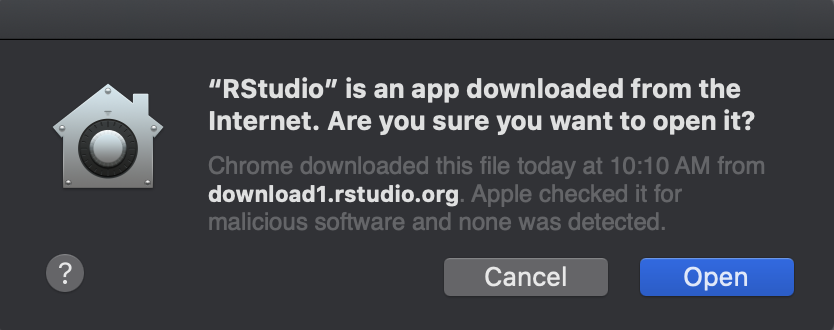 “RStudio” is an app downloaded from the
Internet. Are you sure you want to open it?
Chrome downloaded this file today at 10:10 AM from
download1.rstudio.org. Apple checked it for
malicious software and none was detected.
?
Cancel
Open